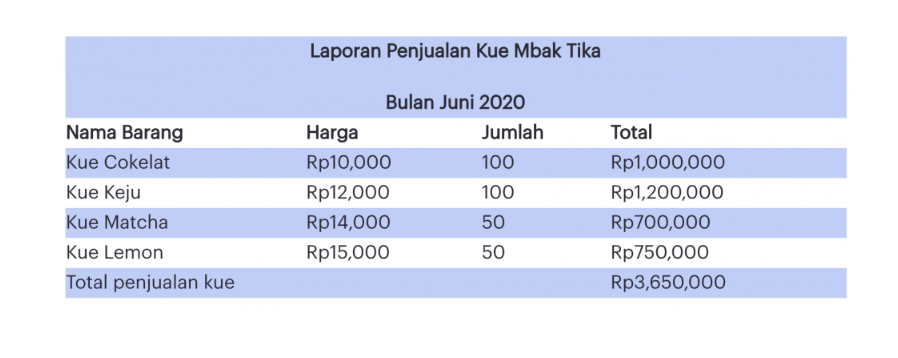 Laporan Penjualan Kue Mbak Tika
Bulan Juni 2020
Nama Barang Harga Jumlah Total
Kue Cokelat Rp10,000 100 Rp1,000,000
Kue Keju Rp12,000 100 Rp1,200,000
Kue Matcha Rp14,000 50 Rp700,000
Kue Lemon Rp15,000 50 Rp750,000
Total penjualan kue Rp3,650,000